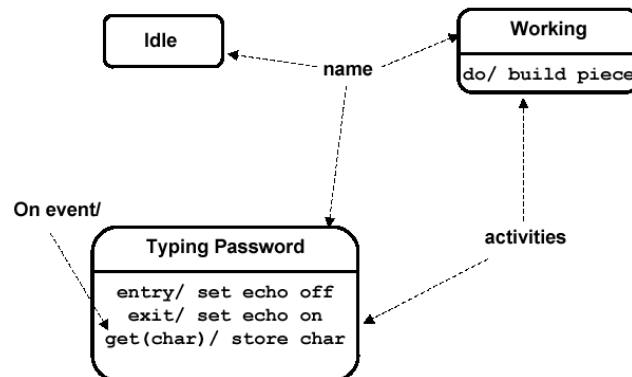 Idle
Working
do/ build piece
name
On event/
activities
Typing Password
entry/ set echo off
exit/ set echo on
get(char)/ store char